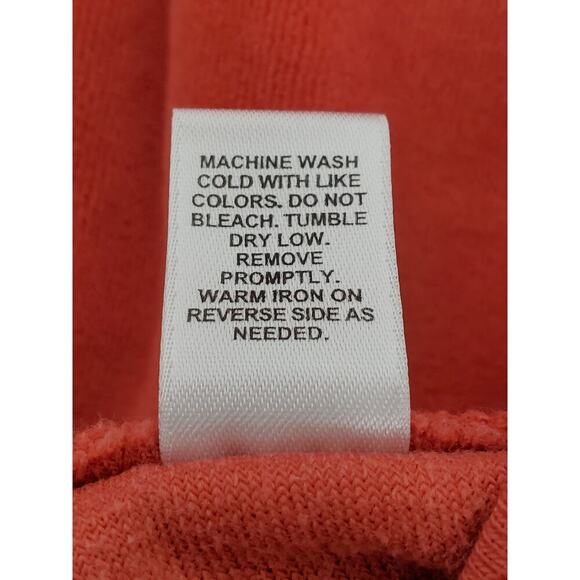 MACHINE WASH
COLD WITH LIKE
COLORS. DO NOT
BLEACH. TUMBLE
DRY LOW.
REMOVE
PROMPTLY.
WARM IRON ON
REVERSE SIDE AS
NEEDED.